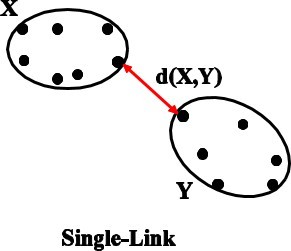 X
d(X,Y)
Y
Single-Link